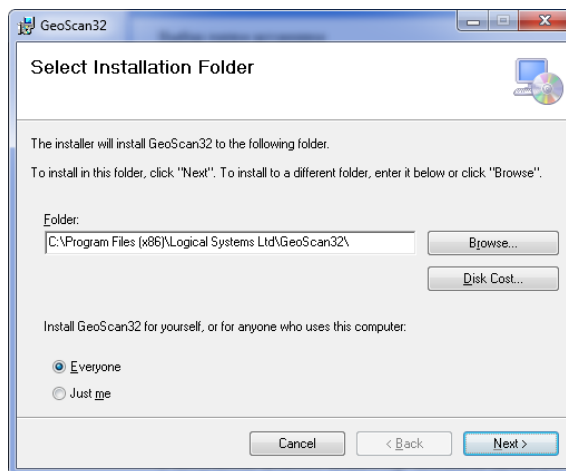 GeoScan32
Select Installation Folder
The installer will install GeoScan32 to the following folder.
To install in this folder, click "Next". To install to a different folder, enter it below or click "Browse".
Folder:
C:\Program Files (x86)\Logical Systems Ltd\GeoScan32\
Browse...
Disk Cost...
Install GeoScan32 for yourself, or for anyone who uses this computer:
Everyone
Just me
Cancel
< Back
Next >